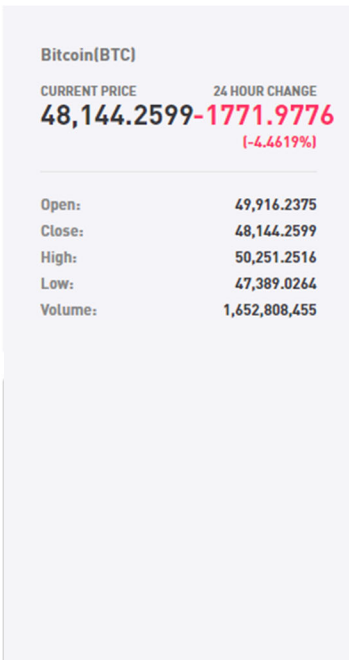 Bitcoin(BTC)
CURRENT PRICE 24 HOUR CHANGE
48,144.2599-1771.9776
(-4.4619%)
Open: 49,916.2375
Close: 48,144.2599
High: 50,251.2516
Low: 47,389.0264
Volume: 1,652,808,455